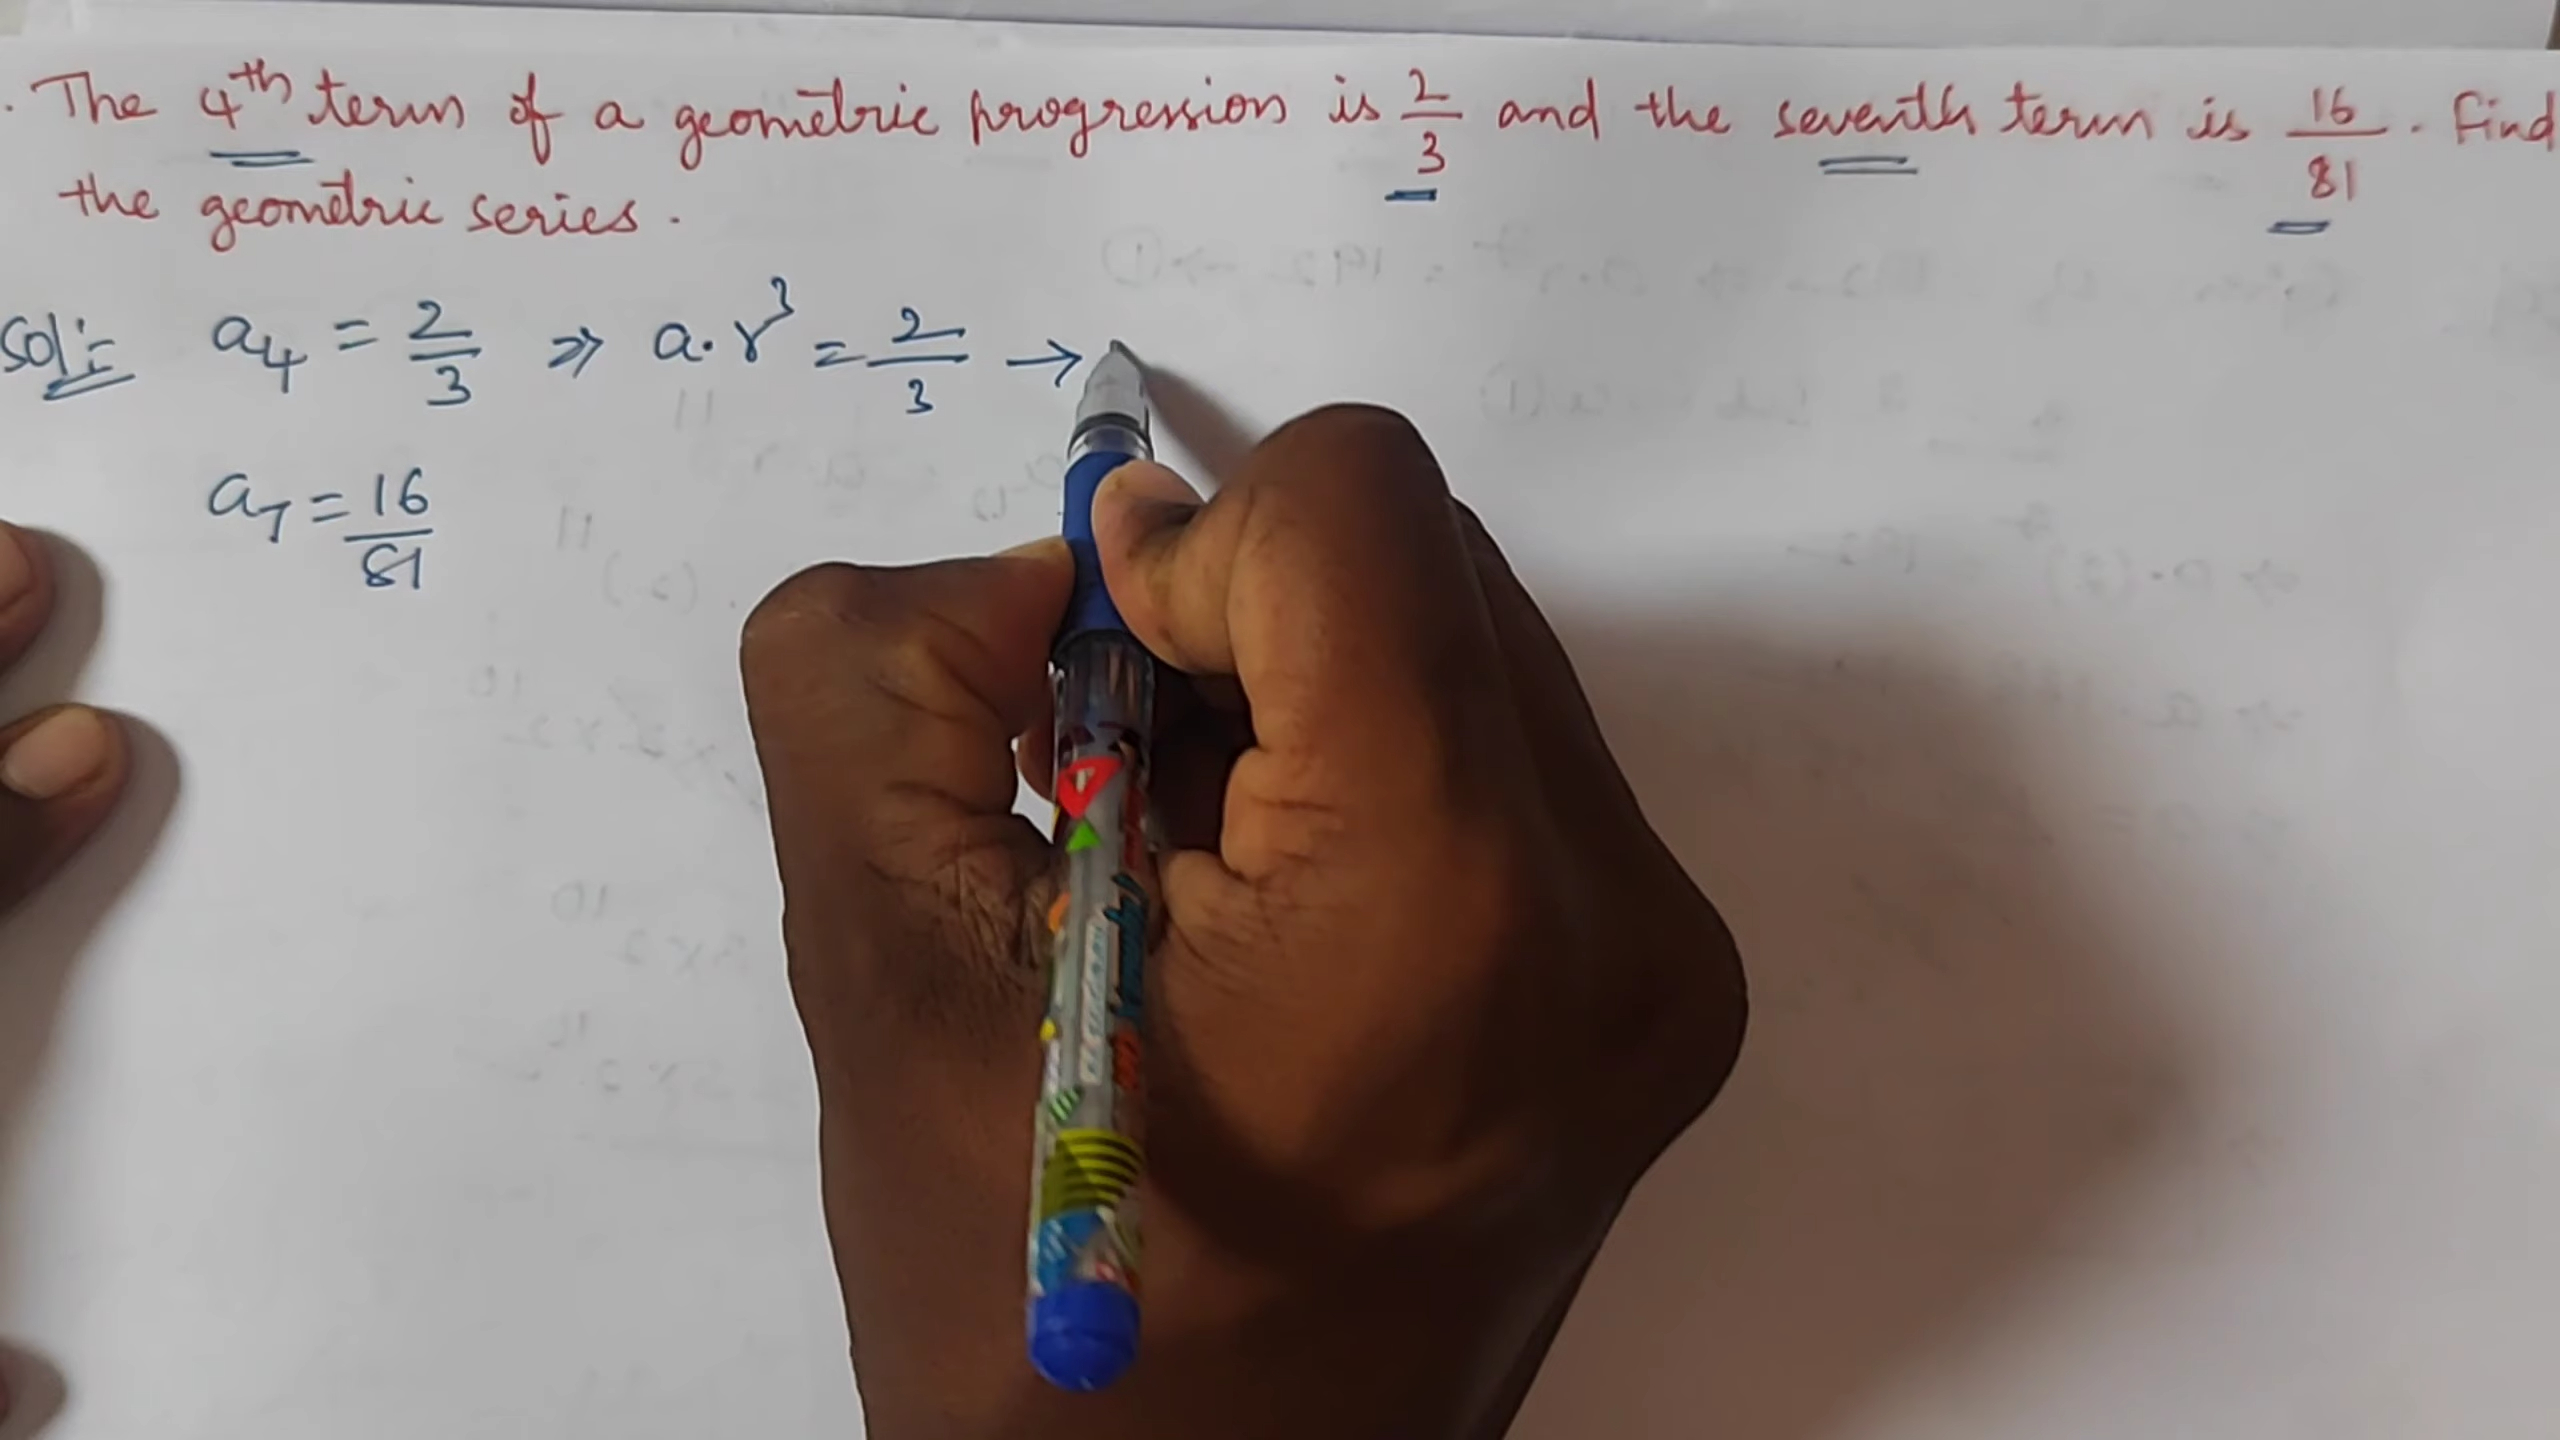 . The 4th term of a geometric progression is 2/3 and the seventh term is 16/81. Find
the geometric series.
Sol:- a4 = 2/3 ⇒ a.r³ = 2/3 →
a7 = 16/81